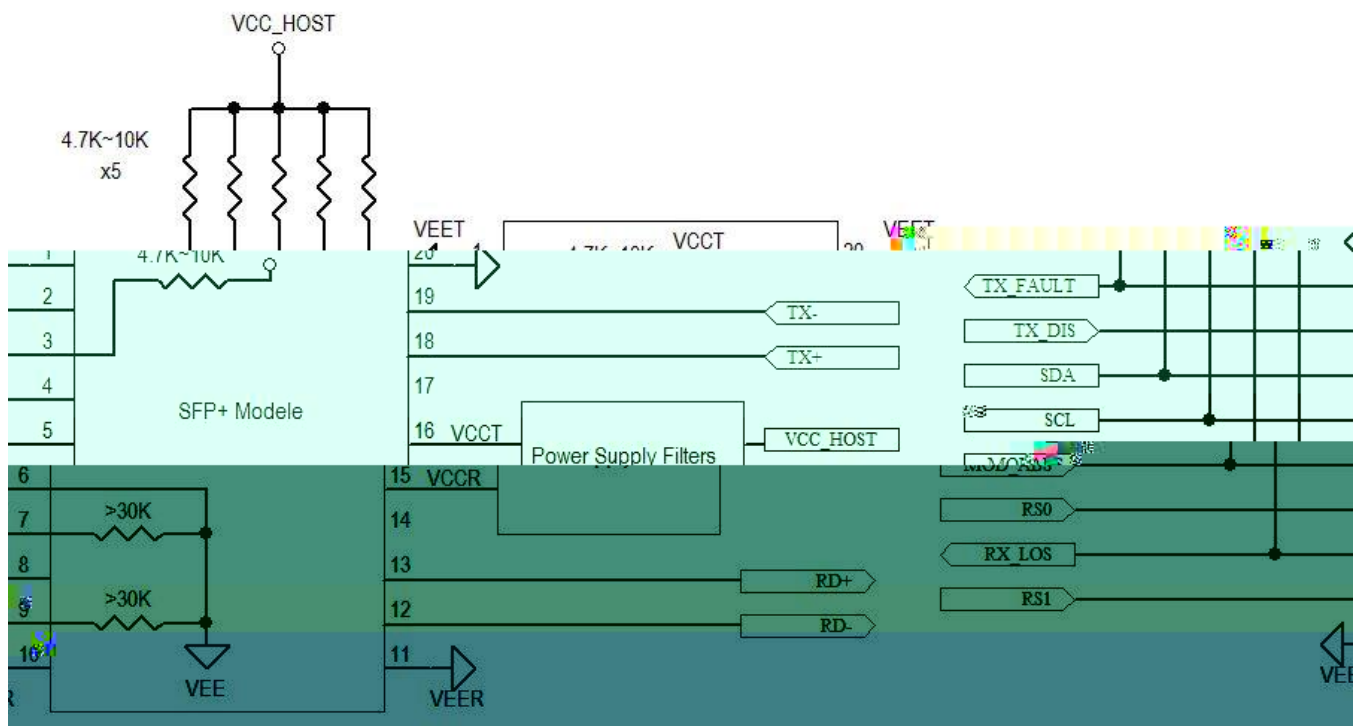 VCC_HOST
4.7K~10K
x5
VEET
VCCT
VEET
1
4.7K~10K
20
TX_FAULT
2
19
TX-
TX_DIS
3
18
TX+
SDA
4
17
SFP+ Modele
SCL
5
16
VCCT
VCC_HOST
Power Supply Filters
6
15
VCCR
RS0
7
>30K
14
8
13
RD+
RX_LOS
9
>30K
12
RD-
RS1
10
11
VEE
VEER